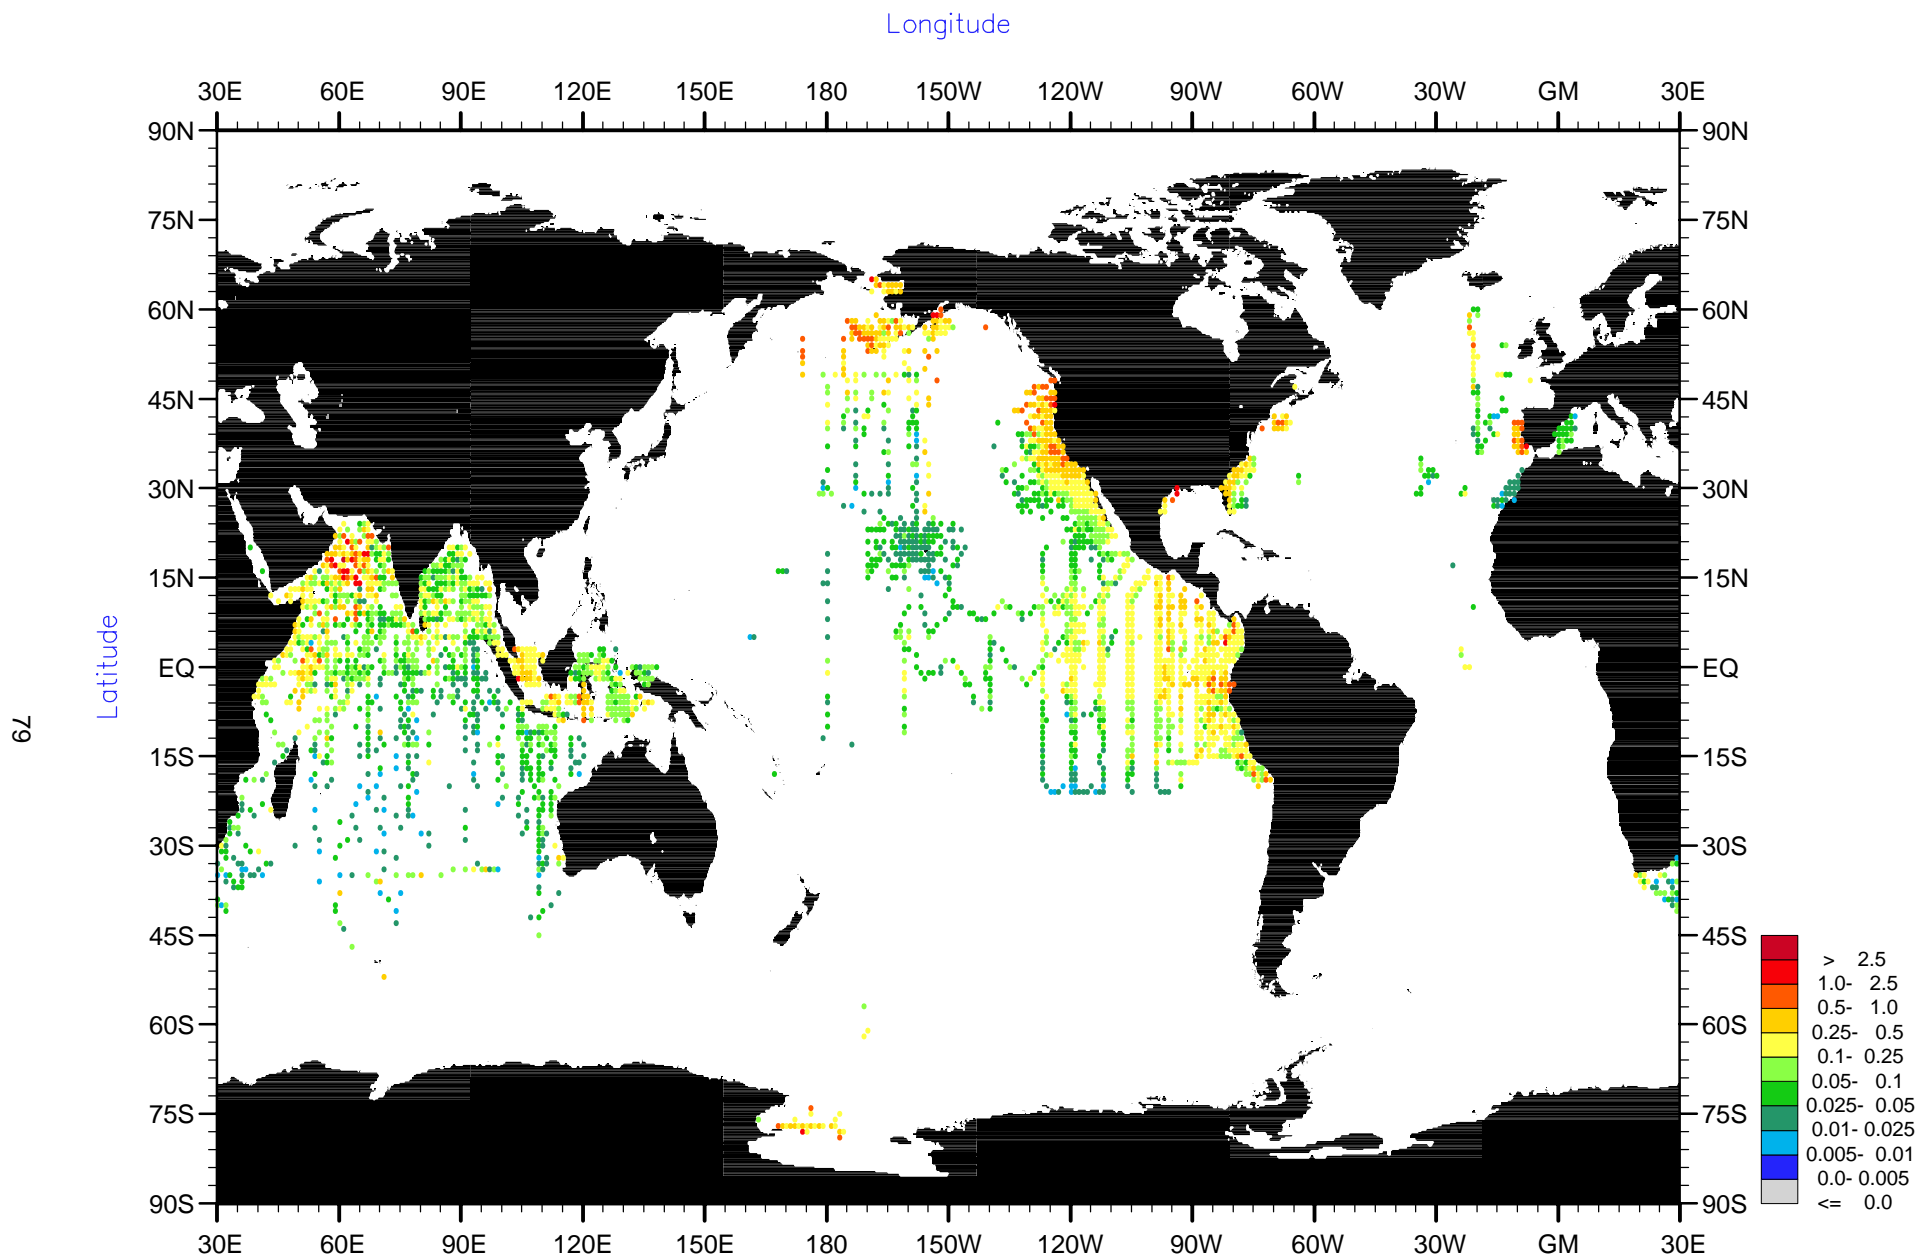 Longitude
30E 60E 90E 120E 150E 180 150W 120W 90W 60W 30W GM 30E
90N 90N
75N 75N
60N 60N
45N 45N
30N 30N
15N 15N
Latitude
EQ EQ
79
15S 15S
30S 30S
45S 45S
60S 60S
75S 75S
90S 90S
> 2.5
1.0- 2.5
0.5- 1.0
0.25- 0.5
0.1- 0.25
0.05- 0.1
0.025- 0.05
0.01- 0.025
0.005- 0.01
0.0- 0.005
<= 0.0
30E 60E 90E 120E 150E 180 150W 120W 90W 60W 30W GM 30E